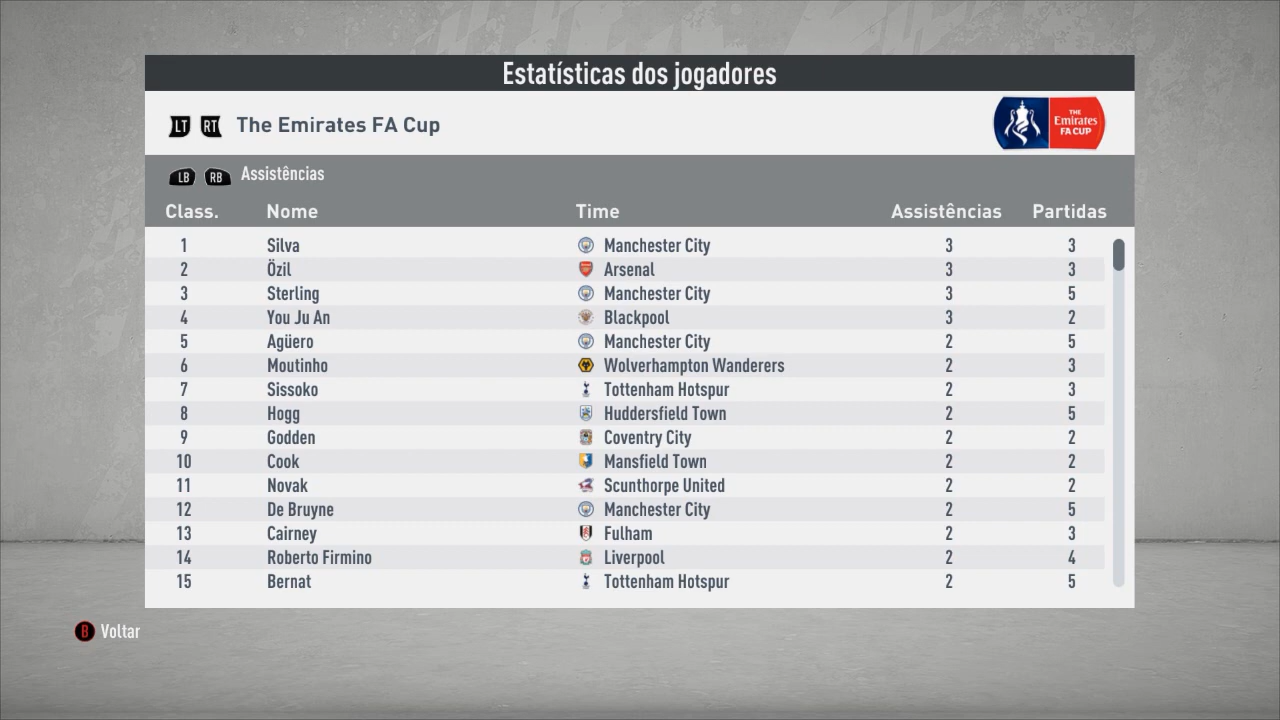 Estatísticas dos jogadores
LT RT The Emirates FA Cup THE Emirates FA CUP
LB RB Assistências
Class. Nome Time Assistências Partidas
1 Silva Manchester City 3 3
2 Özil Arsenal 3 3
3 Sterling Manchester City 3 5
4 You Ju An Blackpool 3 2
5 Agüero Manchester City 2 5
6 Moutinho Wolverhampton Wanderers 2 3
7 Sissoko Tottenham Hotspur 2 3
8 Hogg Huddersfield Town 2 5
9 Godden Coventry City 2 2
10 Cook Mansfield Town 2 2
11 Novak Scunthorpe United 2 2
12 De Bruyne Manchester City 2 5
13 Cairney Fulham 2 3
14 Roberto Firmino Liverpool 2 4
15 Bernat Tottenham Hotspur 2 5
B Voltar